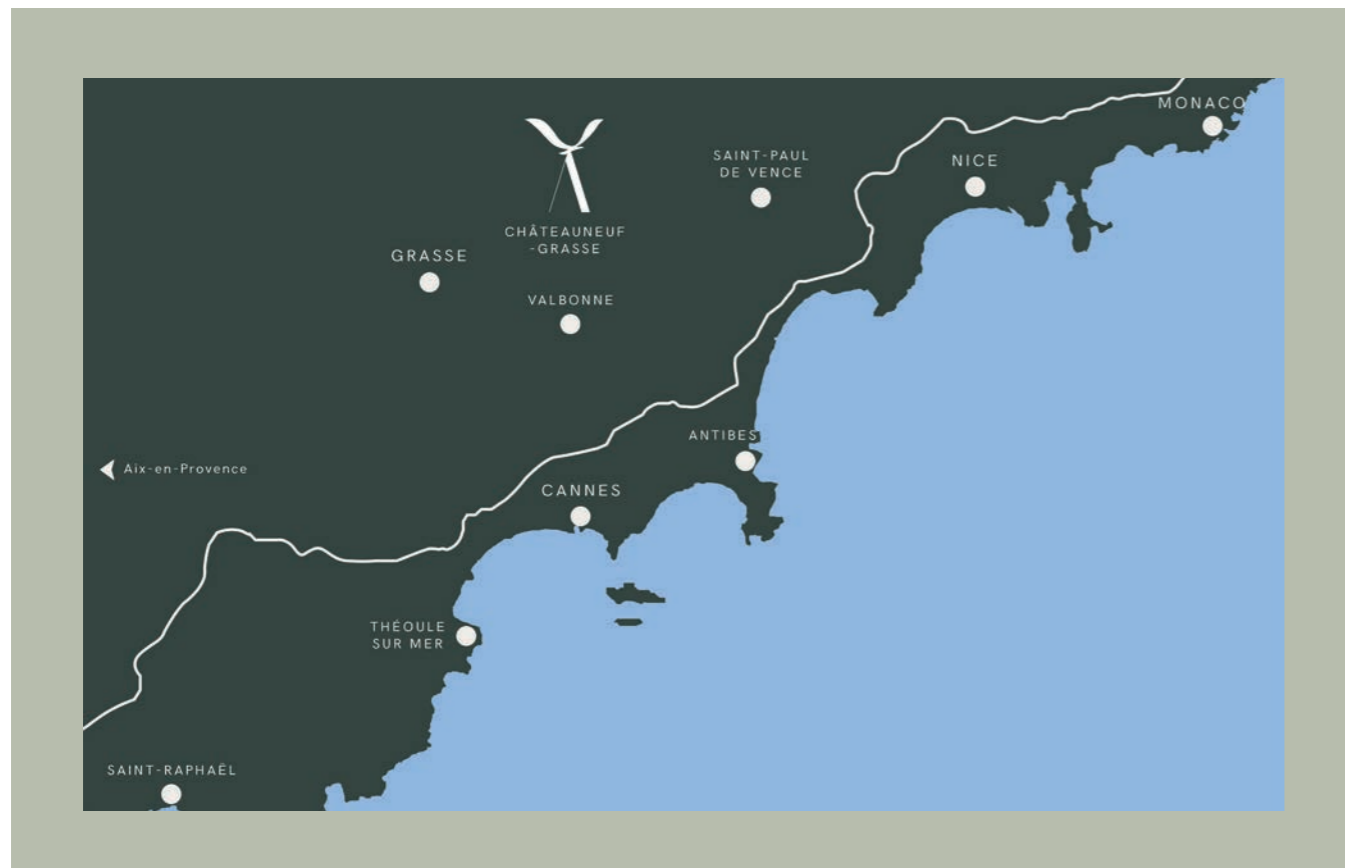 MONACO
SAINT-PAUL
DE VENCE
NICE
CHÂTEAUNEUF
-GRASSE
GRASSE
VALBONNE
ANTIBES
Aix-en-Provence
CANNES
THÉOULE
SUR MER
SAINT-RAPHAËL